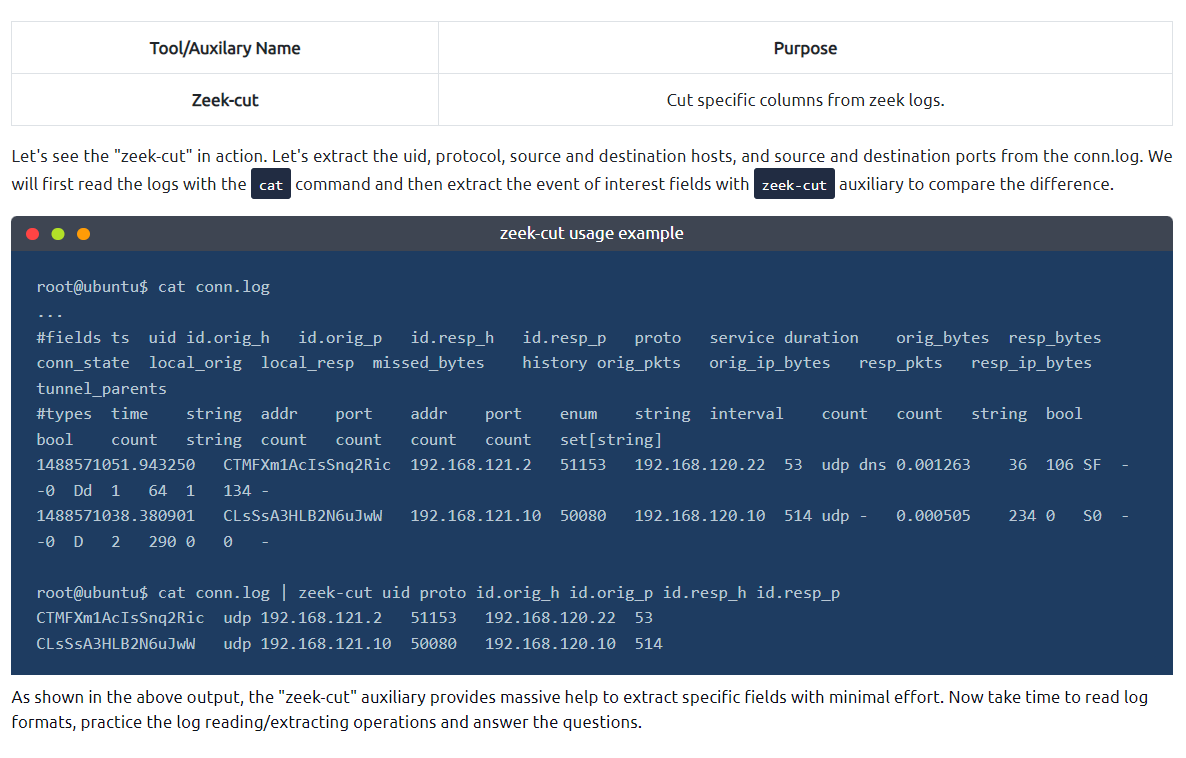 Tool/Auxilary Name Purpose
Zeek-cut Cut specific columns from zeek logs.
Let's see the "zeek-cut" in action. Let's extract the uid, protocol, source and destination hosts, and source and destination ports from the conn.log. We
will first read the logs with the cat command and then extract the event of interest fields with zeek-cut auxiliary to compare the difference.
zeek-cut usage example
root@ubuntu$ cat conn.log
...
#fields ts uid id.orig_h id.orig_p id.resp_h id.resp_p proto service duration orig_bytes resp_bytes
conn_state local_orig local_resp missed_bytes history orig_pkts orig_ip_bytes resp_pkts resp_ip_bytes
tunnel_parents
#types time string addr port addr port enum string interval count count string bool
bool count string count count count count set[string]
1488571051.943250 CTMFXm1AcIsSnq2Ric 192.168.121.2 51153 192.168.120.22 53 udp dns 0.001263 36 106 SF -
-0 Dd 1 64 1 134 -
1488571038.380901 CLsSsA3HLB2N6uJwW 192.168.121.10 50080 192.168.120.10 514 udp - 0.000505 234 0 S0 -
-0 D 2 290 0 0 -
root@ubuntu$ cat conn.log | zeek-cut uid proto id.orig_h id.orig_p id.resp_h id.resp_p
CTMFXm1AcIsSnq2Ric udp 192.168.121.2 51153 192.168.120.22 53
CLsSsA3HLB2N6uJwW udp 192.168.121.10 50080 192.168.120.10 514
As shown in the above output, the "zeek-cut" auxiliary provides massive help to extract specific fields with minimal effort. Now take time to read log
formats, practice the log reading/extracting operations and answer the questions.